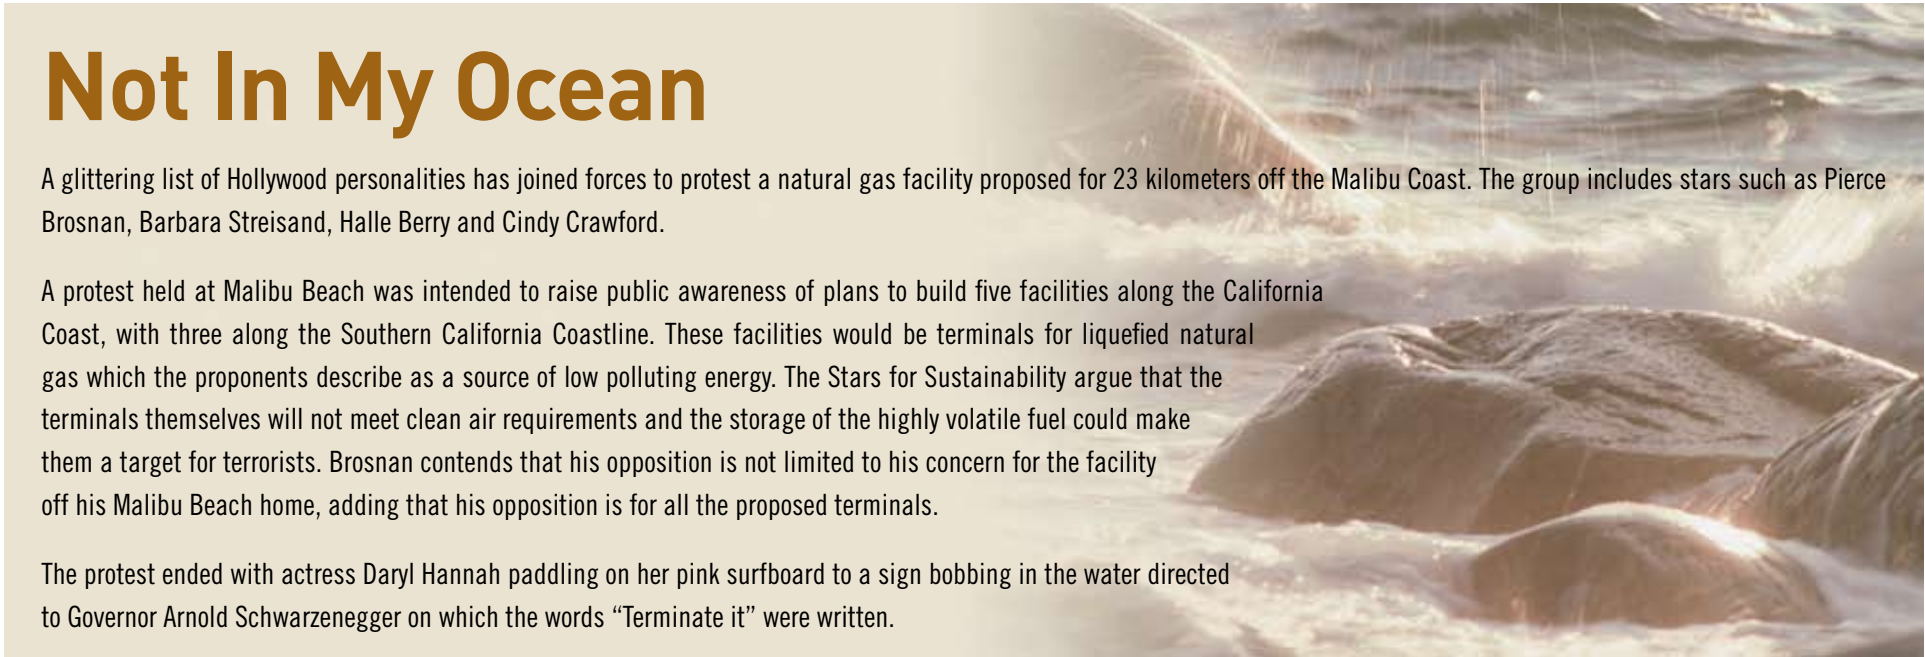 Not In My Ocean
A glittering list of Hollywood personalities has joined forces to protest a natural gas facility proposed for 23 kilometers off the Malibu Coast. The group includes stars such as Pierce
Brosnan, Barbara Streisand, Halle Berry and Cindy Crawford.
A protest held at Malibu Beach was intended to raise public awareness of plans to build five facilities along the California
Coast, with three along the Southern California Coastline. These facilities would be terminals for liquefied natural
gas which the proponents describe as a source of low polluting energy. The Stars for Sustainability argue that the
terminals themselves will not meet clean air requirements and the storage of the highly volatile fuel could make
them a target for terrorists. Brosnan contends that his opposition is not limited to his concern for the facility
off his Malibu Beach home, adding that his opposition is for all the proposed terminals.
The protest ended with actress Daryl Hannah paddling on her pink surfboard to a sign bobbing in the water directed
to Governor Arnold Schwarzenegger on which the words “Terminate it” were written.